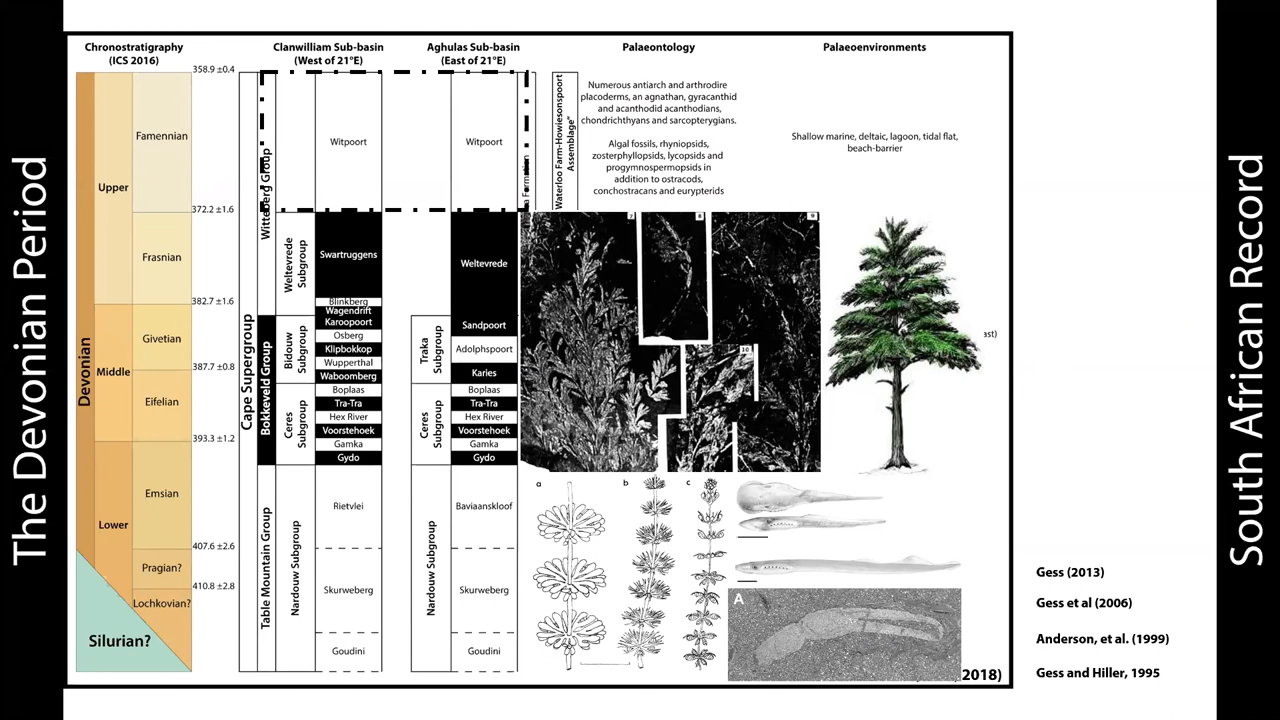 The Devonian Period
South African Record
Chronostratigraphy
(ICS 2016)
Clanwilliam Sub-basin
(West of 21°E)
Aghulas Sub-basin
(East of 21°E)
Palaeontology
Palaeoenvironments
358.9 ±0.4
372.2 ±1.6
382.7 ±1.6
387.7 ±0.8
393.3 ±1.2
407.6 ±2.6
410.8 ±2.8
Devonian
Upper
Middle
Lower
Famennian
Frasnian
Givetian
Eifelian
Emsian
Pragian?
Lochkovian?
Silurian?
Cape Supergroup
Witteberg Group
Bokkeveld Group
Table Mountain Group
Weltevrede
Subgroup
Bidouw
Subgroup
Ceres
Subgroup
Nardouw Subgroup
Witpoort
Swartruggens
Blinkberg
Wagendrift
Karoopoort
Osberg
Klipbokkop
Wupperthal
Waboomberg
Boplaas
Tra-Tra
Hex River
Voorstehoek
Gamka
Gydo
Rietvlei
Skurweberg
Goudini
Traka
Subgroup
Ceres
Subgroup
Nardouw Subgroup
Witpoort
Weltevrede
Sandpoort
Adolphspoort
Karies
Boplaas
Tra-Tra
Hex River
Voorstehoek
Gamka
Gydo
Baviaanskloof
Skurweberg
Goudini
Waterloo Farm-Howiesonspoort
Assemblage"
Numerous antiarch and arthrodire
placoderms, an agnathan, gyracanthid
and acanthodid acanthodians,
chondrichthyans and sarcopterygians.
Algal fossils, rhyniopsids,
zosterphyllopsids, lycopsids and
progymnospermopsids in
addition to ostracods,
conchostracans and eurypterids
Shallow marine, deltaic, lagoon, tidal flat,
beach-barrier
7
8
9
10
ast)
a
b
c
A
2018)
Gess (2013)
Gess et al (2006)
Anderson, et al. (1999)
Gess and Hiller, 1995